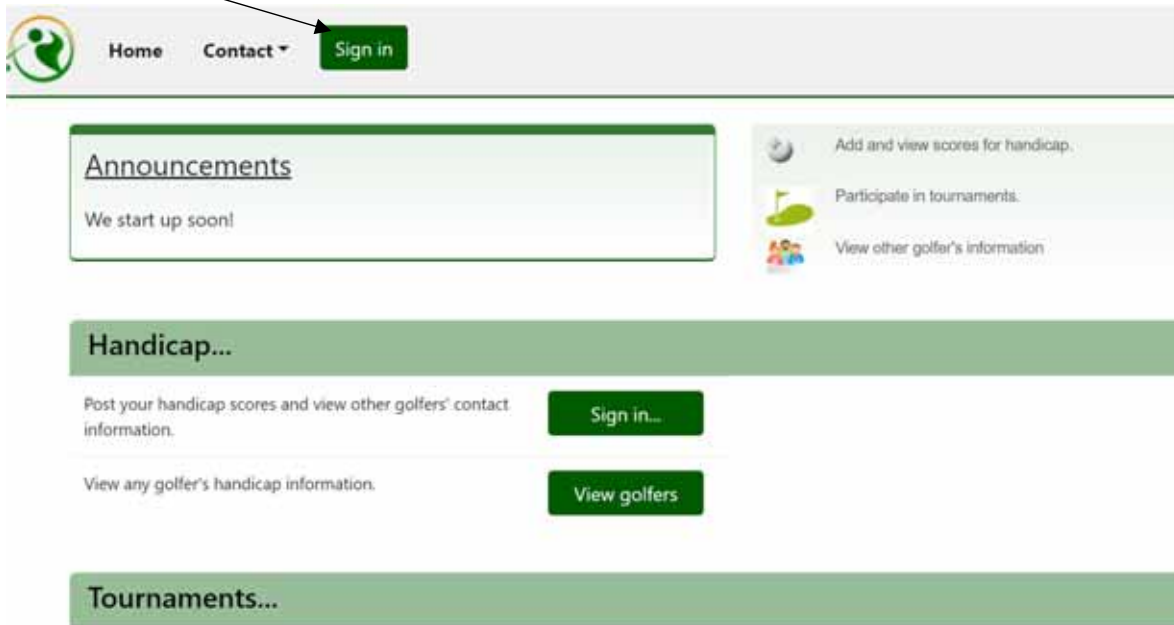 Home Contact Sign in
Announcements
We start up soon!
Add and view scores for handicap.
Participate in tournaments.
View other golfer's information
Handicap...
Post your handicap scores and view other golfers' contact
information.
Sign in...
View any golfer's handicap information.
View golfers
Tournaments...